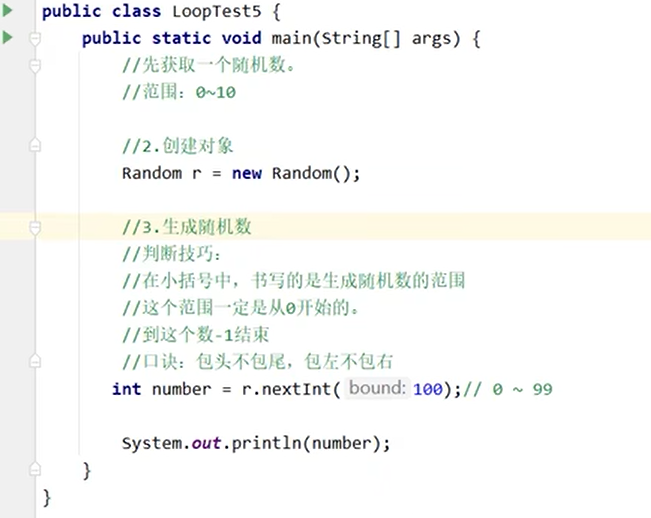 public class LoopTest5 {
public static void main(String[] args) {
//先获取一个随机数。
//范围：0~10
//2.创建对象
Random r = new Random();
//3.生成随机数
//判断技巧：
//在小括号中，书写的是生成随机数的范围
//这个范围一定是从0开始的。
//到这个数-1结束
//口诀：包头不包尾，包左不包右
int number = r.nextInt( bound: 100);// 0 ~ 99
System.out.println(number);
}
}